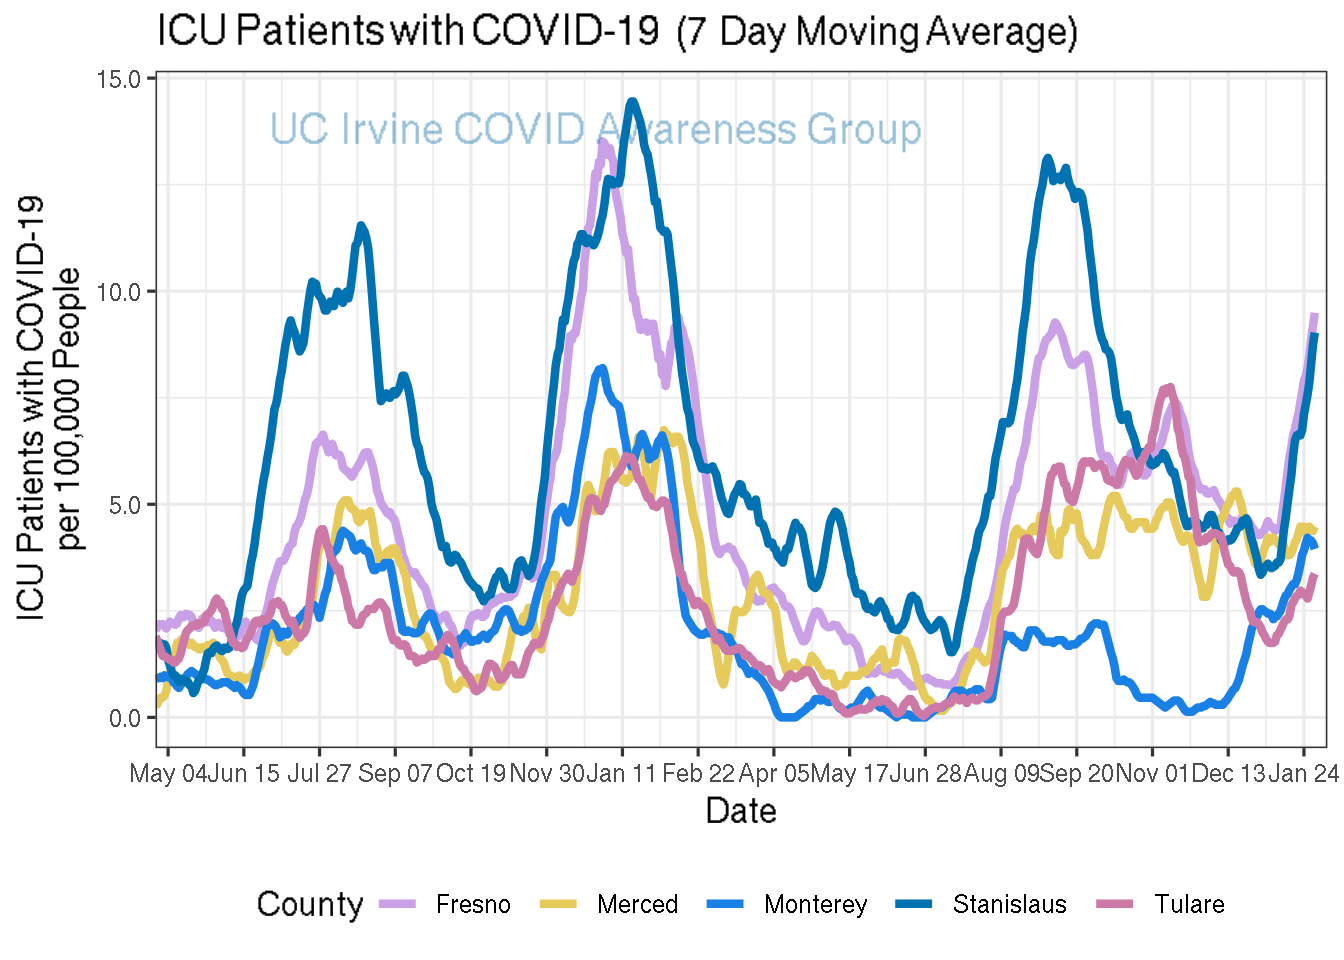 ICU Patients with COVID-19 (7 Day Moving Average)
UC Irvine COVID Awareness Group
ICU Patients with COVID-19
per 100,000 People
15.0
10.0
5.0
0.0
May 04 Jun 15 Jul 27 Sep 07 Oct 19 Nov 30 Jan 11 Feb 22 Apr 05 May 17 Jun 28 Aug 09 Sep 20 Nov 01 Dec 13 Jan 24
Date
County Fresno Merced Monterey Stanislaus Tulare